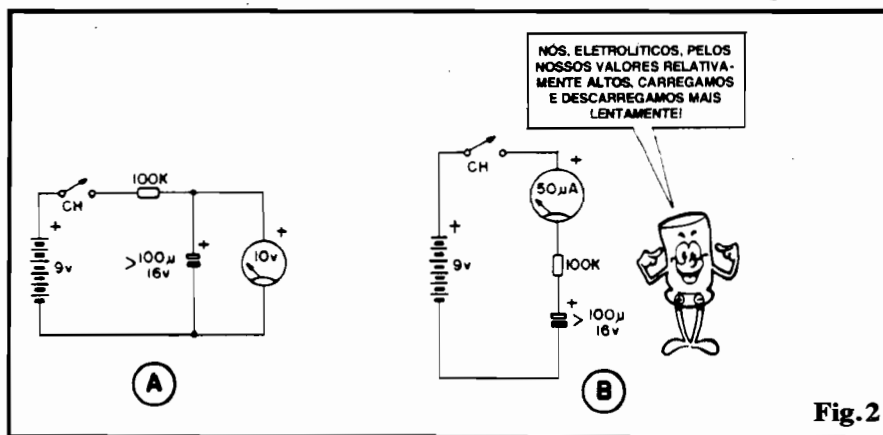 NÓS, ELETROLÍTICOS, PELOS
NOSSOS VALORES RELATIVA-
MENTE ALTOS, CARREGAMOS
E DESCARREGAMOS MAIS
LENTAMENTE!
CH
100K
+
9v
+
>100µ
16v
+
10v
A
CH
+
50µA
+
9v
100K
+
>100µ
16v
B
Fig.2